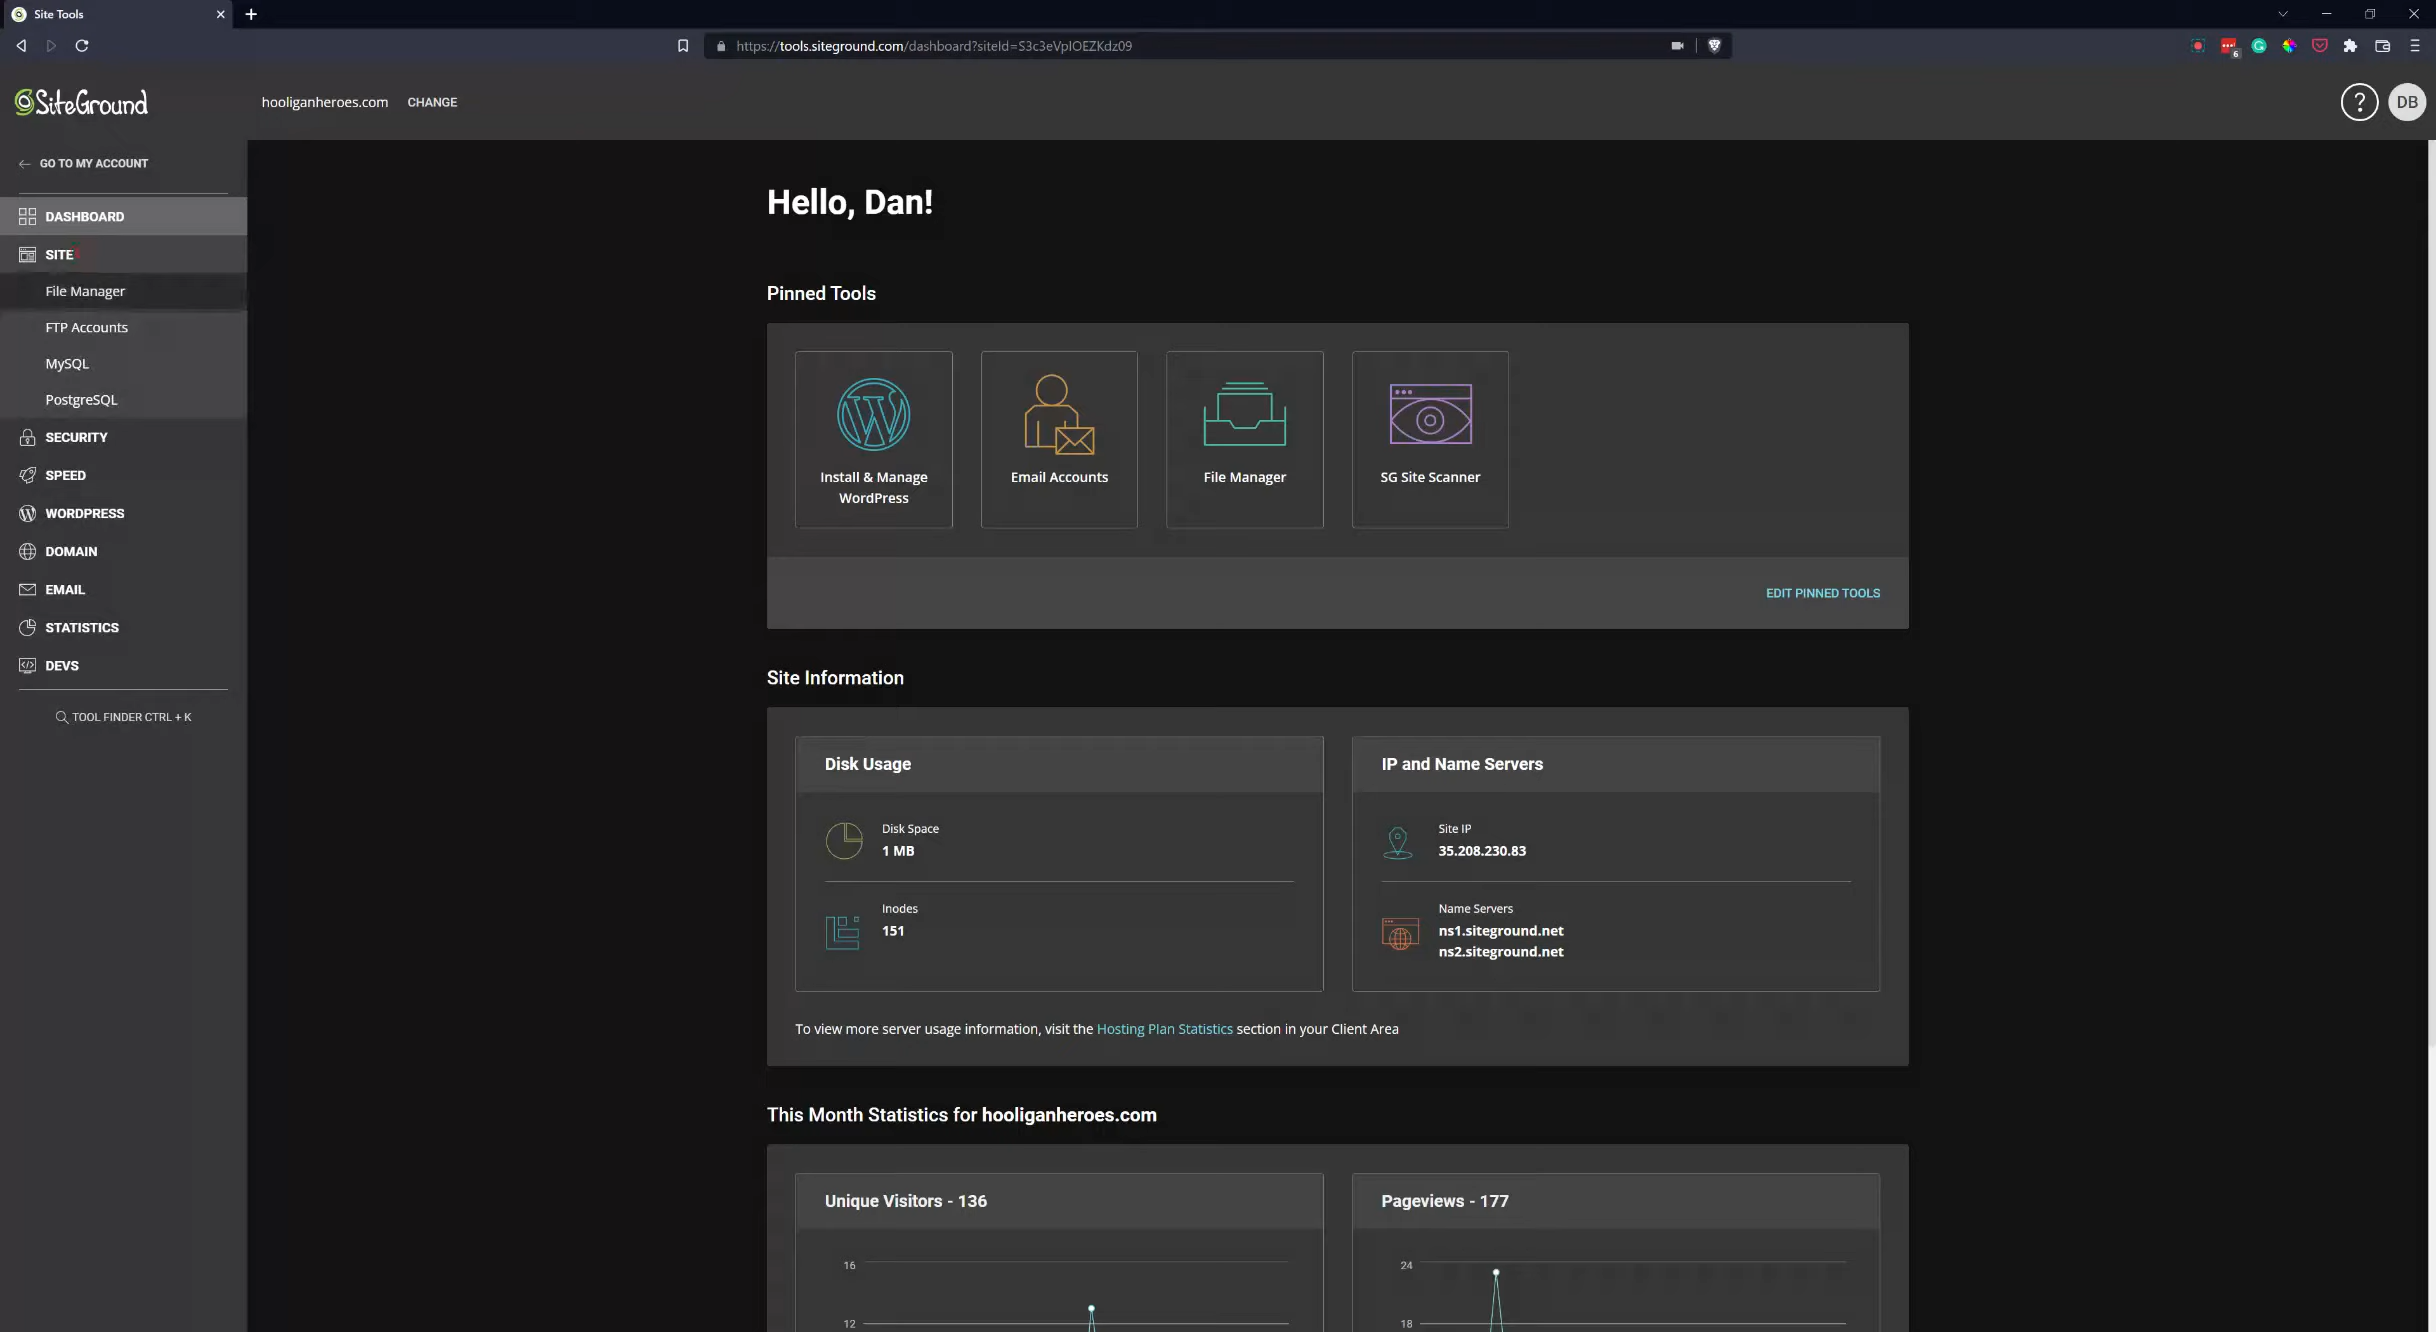 Site Tools
https://tools.siteground.com/dashboard?siteId=S3c3eVpIOEZKdz09
6
SiteGround
hooliganheroes.com CHANGE
?
DB
GO TO MY ACCOUNT
DASHBOARD
SITE
File Manager
FTP Accounts
MySQL
PostgreSQL
SECURITY
SPEED
WORDPRESS
DOMAIN
EMAIL
STATISTICS
DEVS
TOOL FINDER CTRL + K
Hello, Dan!
Pinned Tools
Install & Manage
WordPress
Email Accounts
File Manager
SG Site Scanner
EDIT PINNED TOOLS
Site Information
Disk Usage
Disk Space
1 MB
Inodes
151
IP and Name Servers
Site IP
35.208.230.83
Name Servers
ns1.siteground.net
ns2.siteground.net
To view more server usage information, visit the Hosting Plan Statistics section in your Client Area
This Month Statistics for hooliganheroes.com
Unique Visitors - 136
16
12
Pageviews - 177
24
18